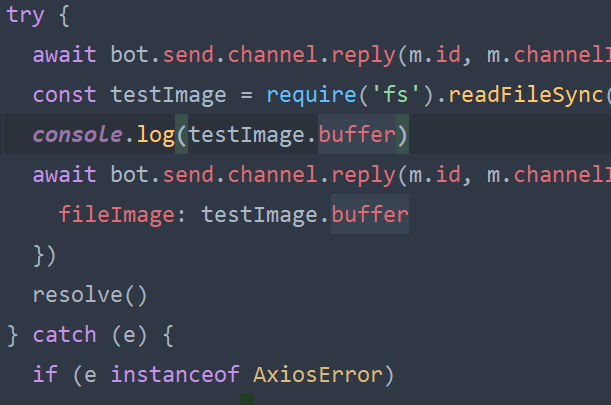 try {
await bot.send.channel.reply(m.id, m.channelI
const testImage = require('fs').readFileSync(
console.log(testImage.buffer)
await bot.send.channel.reply(m.id, m.channelI
fileImage: testImage.buffer
})
resolve()
} catch (e) {
if (e instanceof AxiosError)